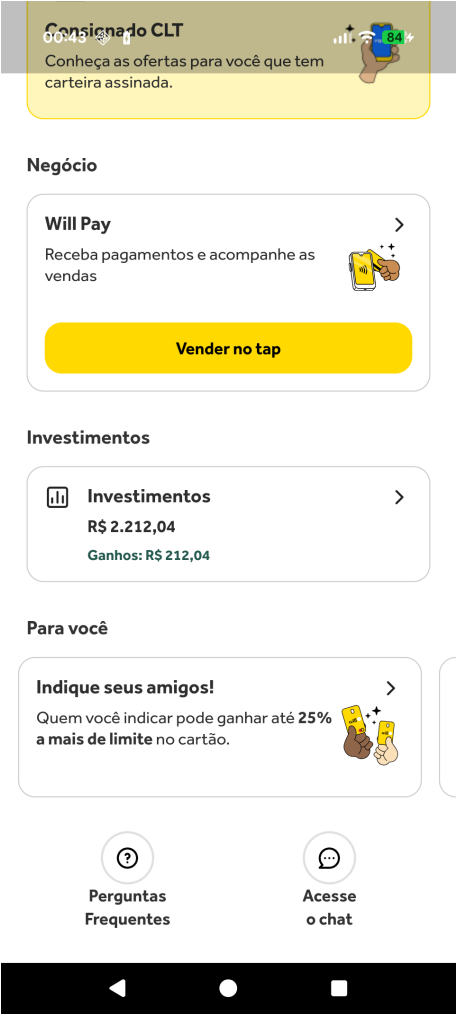 Consignado CLT
00:43
84
Conheça as ofertas para você que tem
carteira assinada.
Negócio
Will Pay
Receba pagamentos e acompanhe as
vendas
Vender no tap
Investimentos
Investimentos
R$ 2.212,04
Ganhos: R$ 212,04
Para você
Indique seus amigos!
Quem você indicar pode ganhar até 25%
a mais de limite no cartão.
Perguntas
Frequentes
Acesse
o chat